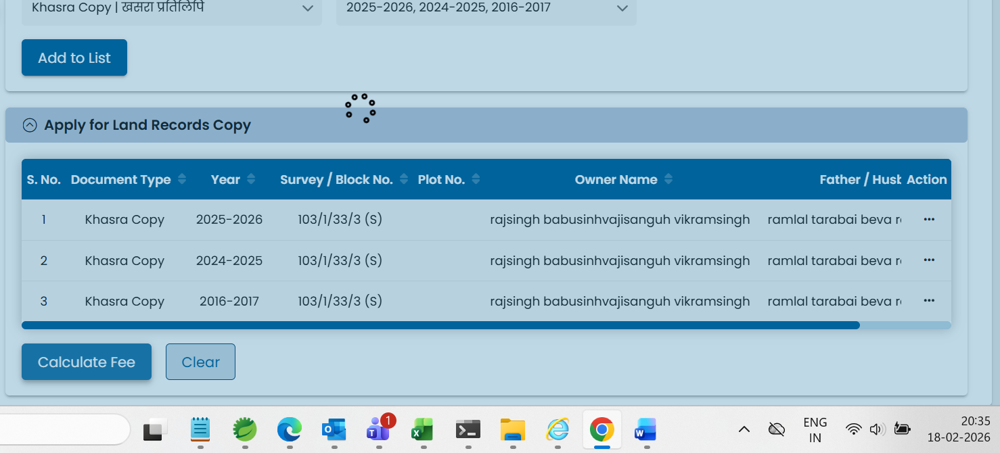 Khasra Copy | खसरा प्रतिलिपि 2025-2026, 2024-2025, 2016-2017
Add to List
Apply for Land Records Copy
S. No. Document Type Year Survey / Block No. Plot No. Owner Name Father / Husb Action
1 Khasra Copy 2025-2026 103/1/33/3 (S) rajsingh babusinhvajisanguh vikramsingh ramlal tarabai beva r ...
2 Khasra Copy 2024-2025 103/1/33/3 (S) rajsingh babusinhvajisanguh vikramsingh ramlal tarabai beva r ...
3 Khasra Copy 2016-2017 103/1/33/3 (S) rajsingh babusinhvajisanguh vikramsingh ramlal tarabai beva r ...
Calculate Fee Clear
1
ENG 20:35
IN 18-02-2026